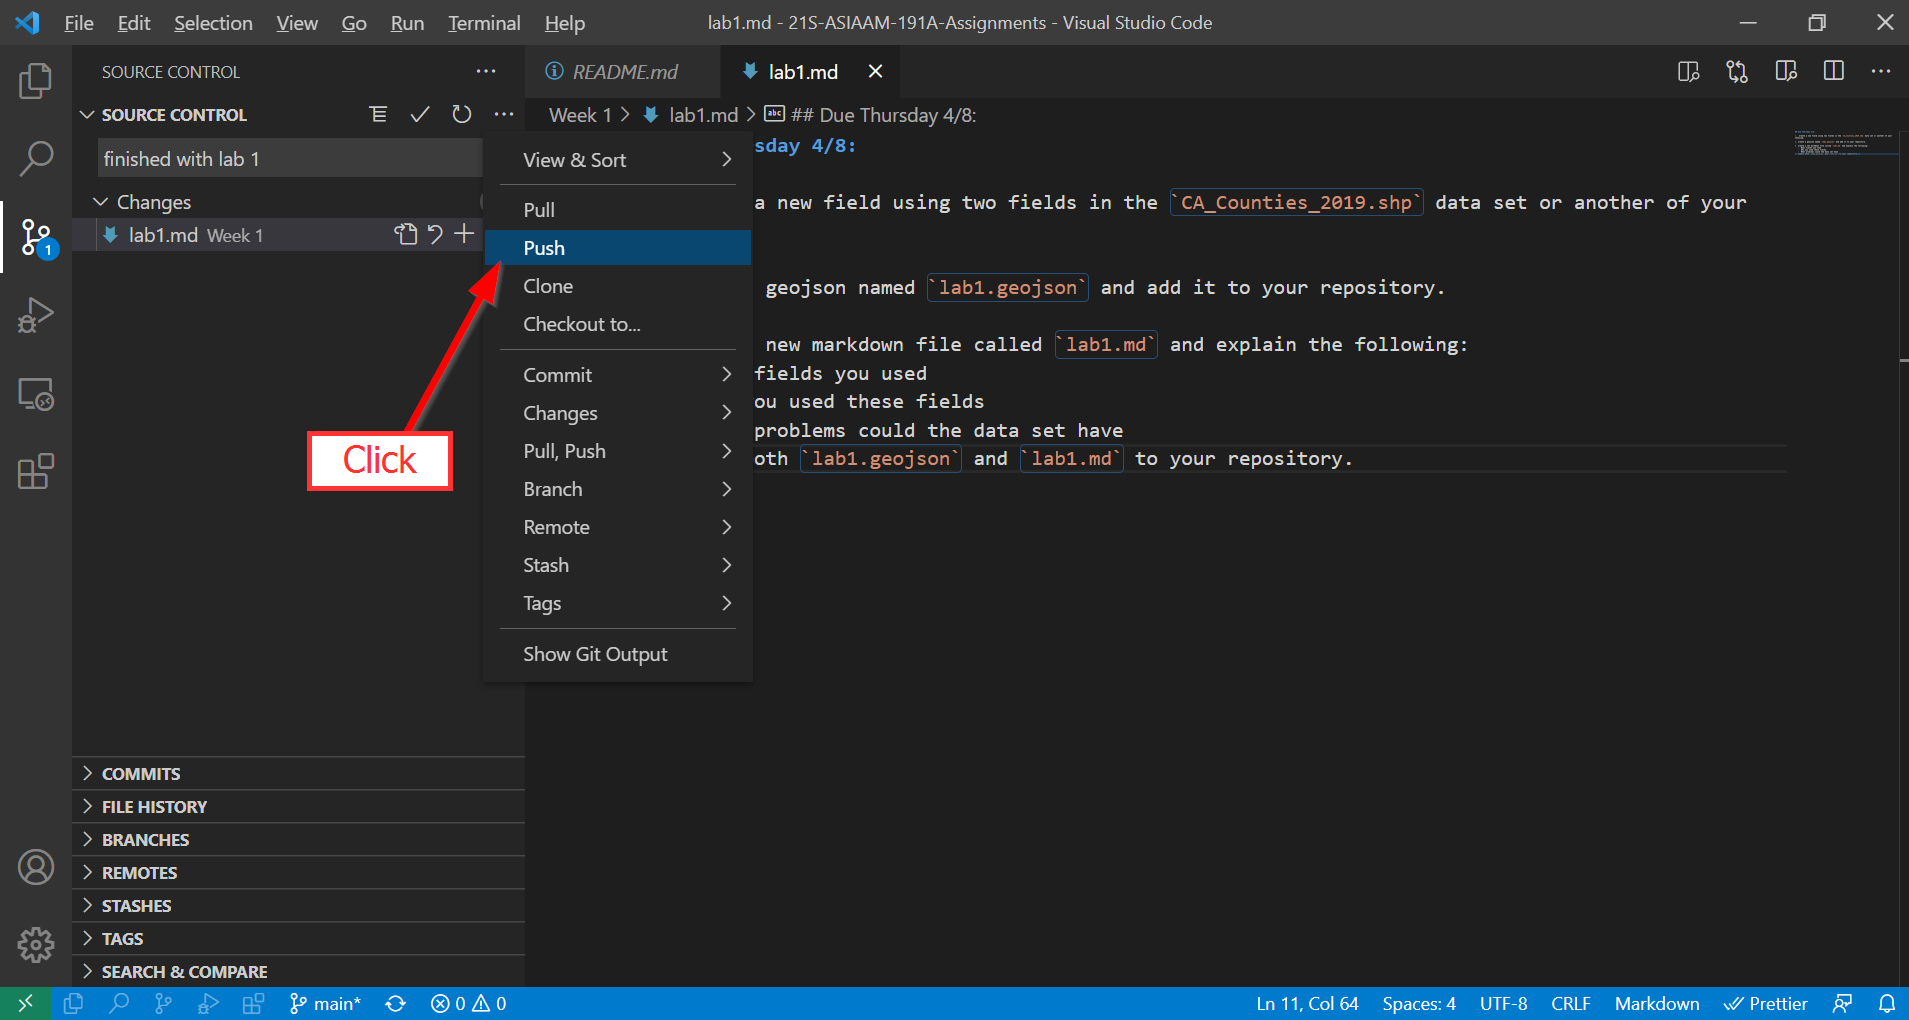 File Edit Selection View Go Run Terminal Help lab1.md - 21S-ASIAAM-191A-Assignments - Visual Studio Code
SOURCE CONTROL
README.md lab1.md
SOURCE CONTROL
Week 1 > lab1.md > ## Due Thursday 4/8:
finished with lab 1
Changes
lab1.md Week 1
1
View & Sort
Pull
Push
Clone
Checkout to...
Commit
Changes
Pull, Push
Branch
Remote
Stash
Tags
Show Git Output
Click
sday 4/8:
a new field using two fields in the `CA_Counties_2019.shp` data set or another of your
geojson named `lab1.geojson` and add it to your repository.
new markdown file called `lab1.md` and explain the following:
fields you used
ou used these fields
problems could the data set have
oth `lab1.geojson` and `lab1.md` to your repository.
COMMITS
FILE HISTORY
BRANCHES
REMOTES
STASHES
TAGS
SEARCH & COMPARE
main* 0 0 Ln 11, Col 64 Spaces: 4 UTF-8 CRLF Markdown Prettier